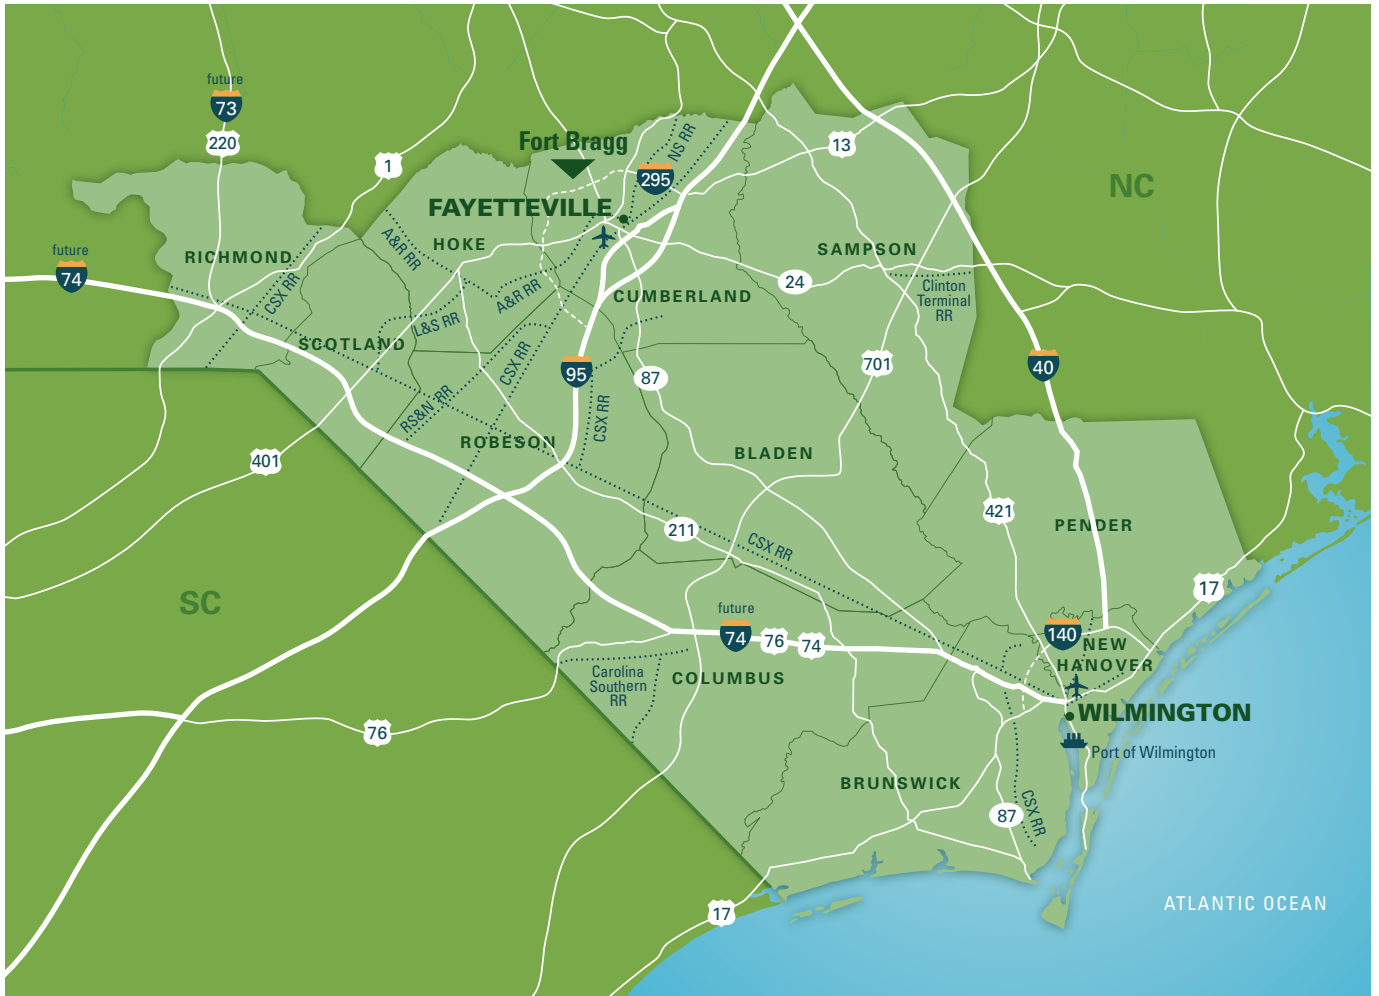 future
73
220
1
Fort Bragg
NS RR
13
295
NC
FAYETTEVILLE
A&R RR
HOKE
RICHMOND
future
74
SAMPSON
CSX RR
A&R RR
CUMBERLAND
24
Clinton
Terminal
RR
L&S RR
SCOTLAND
CSX RR
95
87
701
40
RS&N RR
CSX RR
ROBESON
BLADEN
401
421
PENDER
211
CSX RR
SC
17
future
74
76
74
140
NEW
HANOVER
Carolina
Southern
RR
COLUMBUS
WILMINGTON
76
Port of Wilmington
BRUNSWICK
87
CSX RR
17
ATLANTIC OCEAN